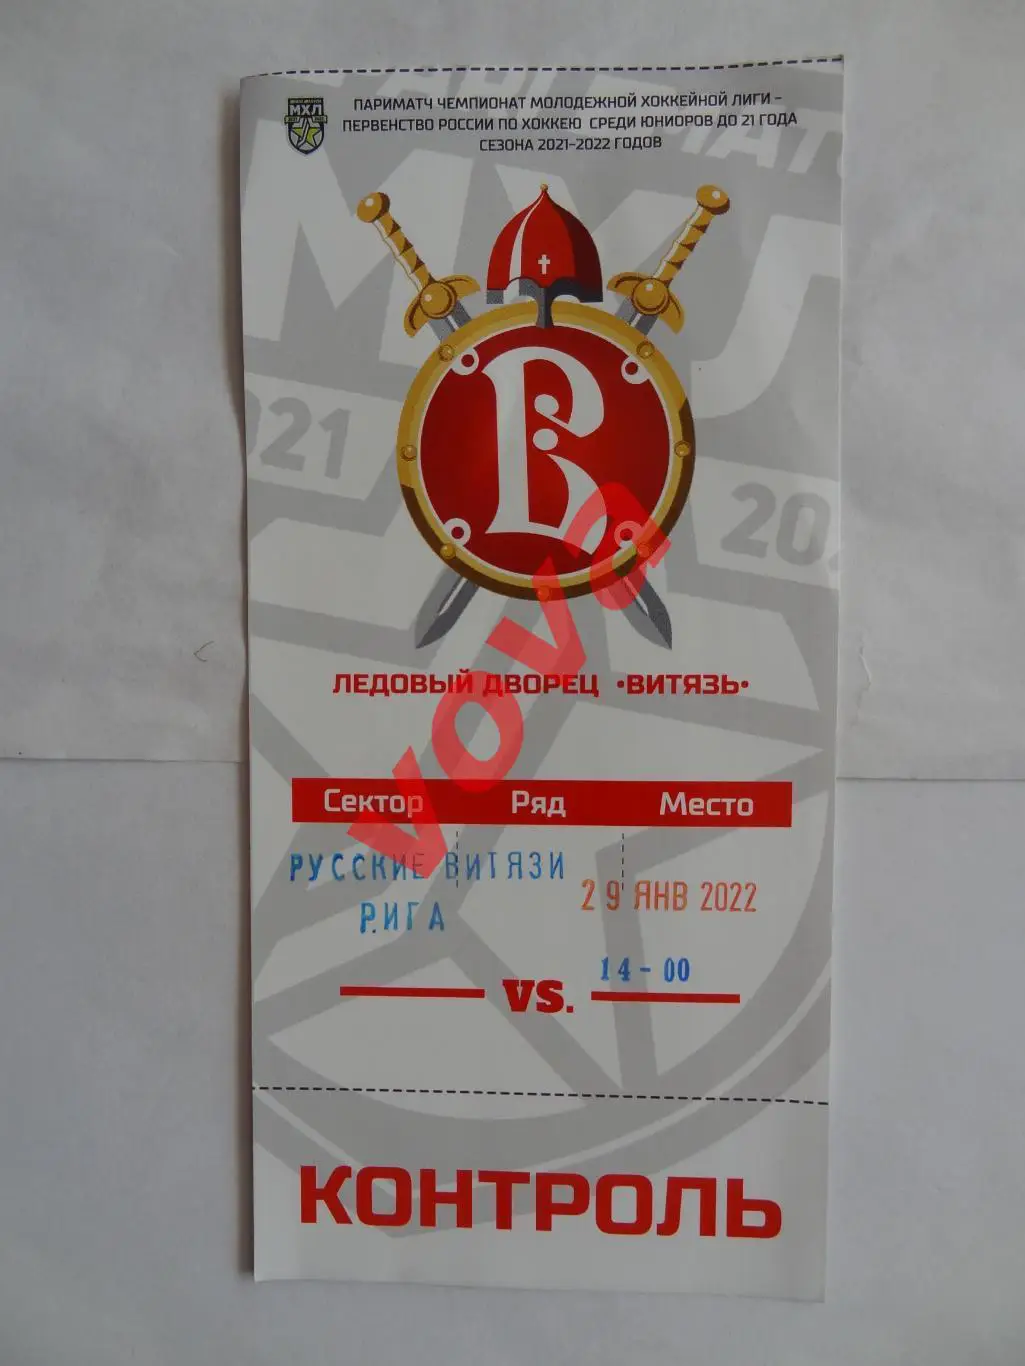 МХЛ
ПАРИМАТЧ ЧЕМПИОНАТ МОЛОДЕЖНОЙ ХОККЕЙНОЙ ЛИГИ –
ПЕРВЕНСТВО РОССИИ ПО ХОККЕЮ СРЕДИ ЮНИОРОВ ДО 21 ГОДА
СЕЗОНА 2021-2022 ГОДОВ
В
vova
ЛЕДОВЫЙ ДВОРЕЦ •ВИТЯЗЬ•
Сектор Ряд Место
РУССКИЕ ВИТЯЗИ
РИГА
29 ЯНВ 2022
14-00
VS.
КОНТРОЛЬ